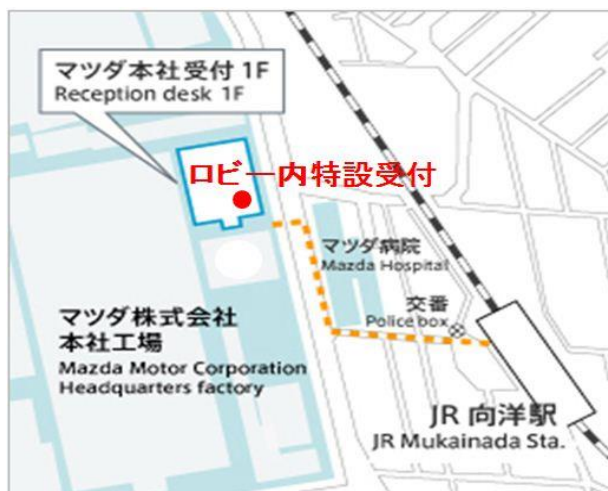 マツダ本社受付 1F
Reception desk 1F
ロビー内特設受付
マツダ病院
Mazda Hospital
交番
Police box
マツダ株式会社
本社工場
Mazda Motor Corporation
Headquarters factory
JR 向洋駅
JR Mukainada Sta.